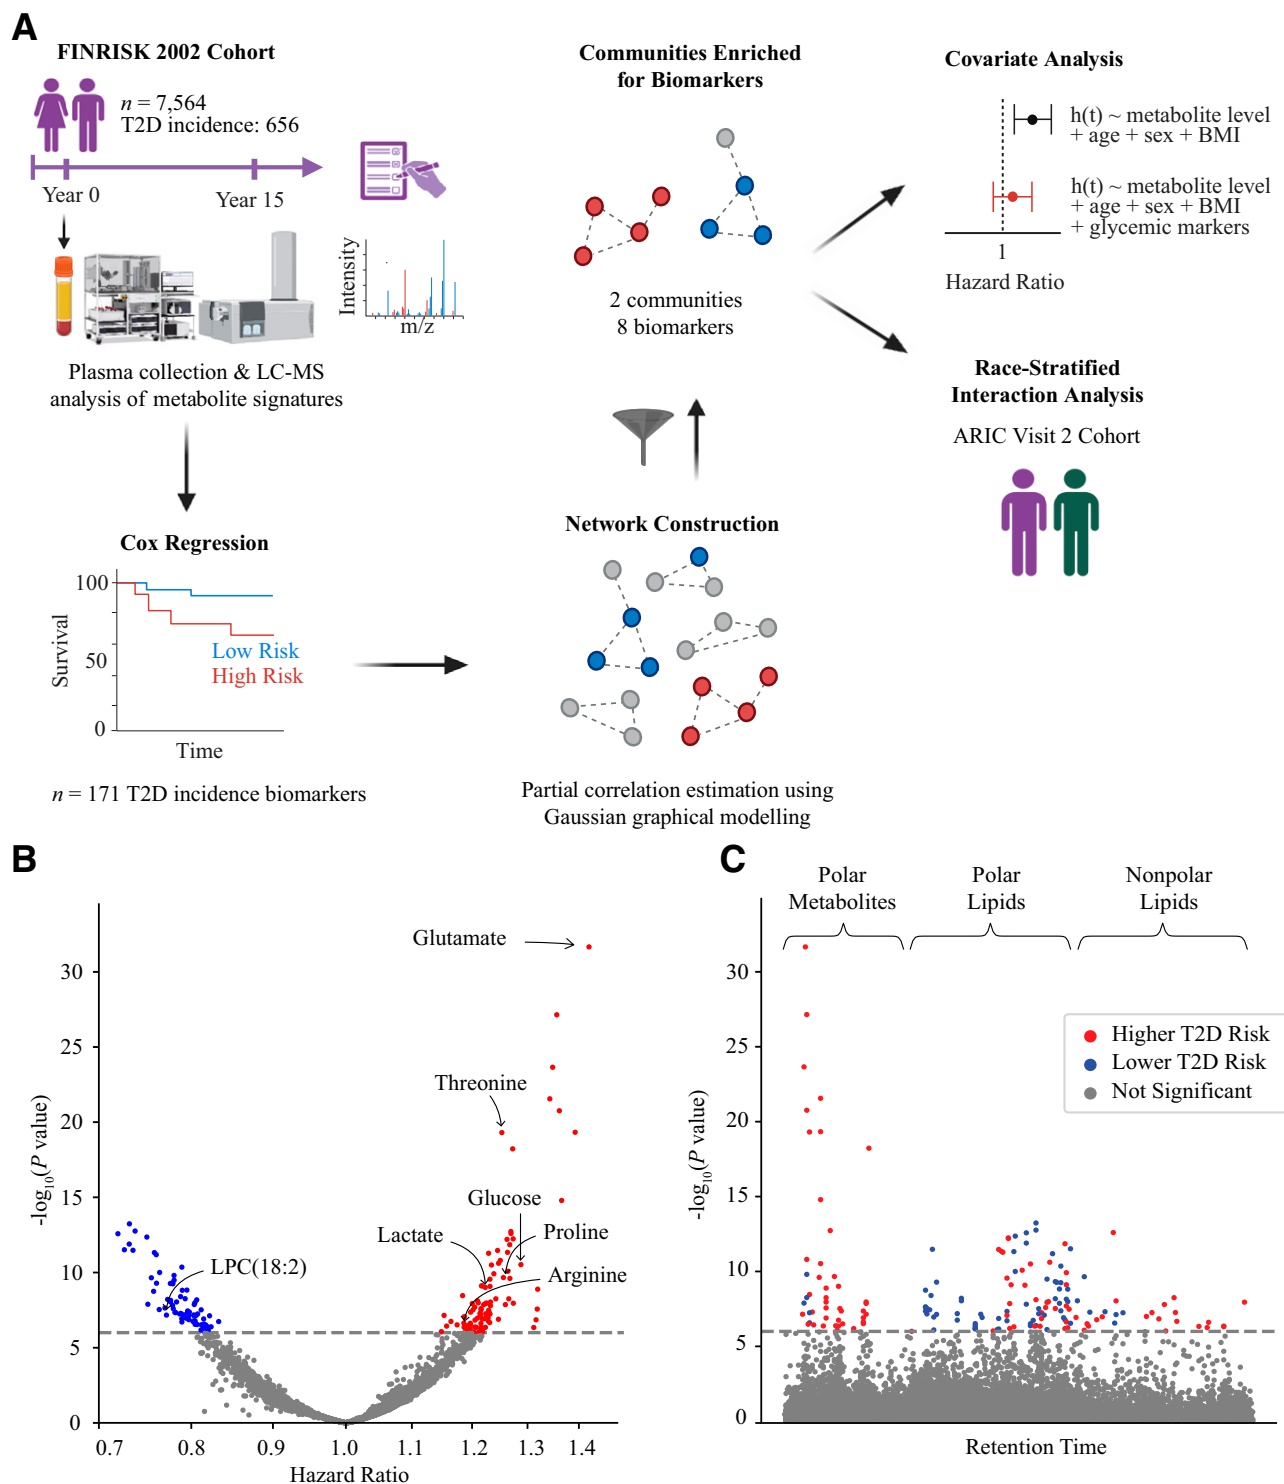 A
FINRISK 2002 Cohort
n = 7,564
T2D incidence: 656
Year 0
Year 15
Intensity
m/z
Plasma collection & LC-MS
analysis of metabolite signatures
Cox Regression
100
50
0
Survival
Low Risk
High Risk
Time
n = 171 T2D incidence biomarkers
Communities Enriched
for Biomarkers
2 communities
8 biomarkers
Network Construction
Partial correlation estimation using
Gaussian graphical modelling
Covariate Analysis
h(t) ~ metabolite level
+ age + sex + BMI
h(t) ~ metabolite level
+ age + sex + BMI
+ glycemic markers
1
Hazard Ratio
Race-Stratified
Interaction Analysis
ARIC Visit 2 Cohort
B
-log10(P value)
30
25
20
15
10
5
0
Glutamate
Threonine
Glucose
Lactate
Proline
Arginine
LPC(18:2)
0.7
0.8
0.9
1.0
1.1
1.2
1.3
1.4
Hazard Ratio
C
Polar
Metabolites
Polar
Lipids
Nonpolar
Lipids
-log10(P value)
30
25
20
15
10
5
0
Higher T2D Risk
Lower T2D Risk
Not Significant
Retention Time